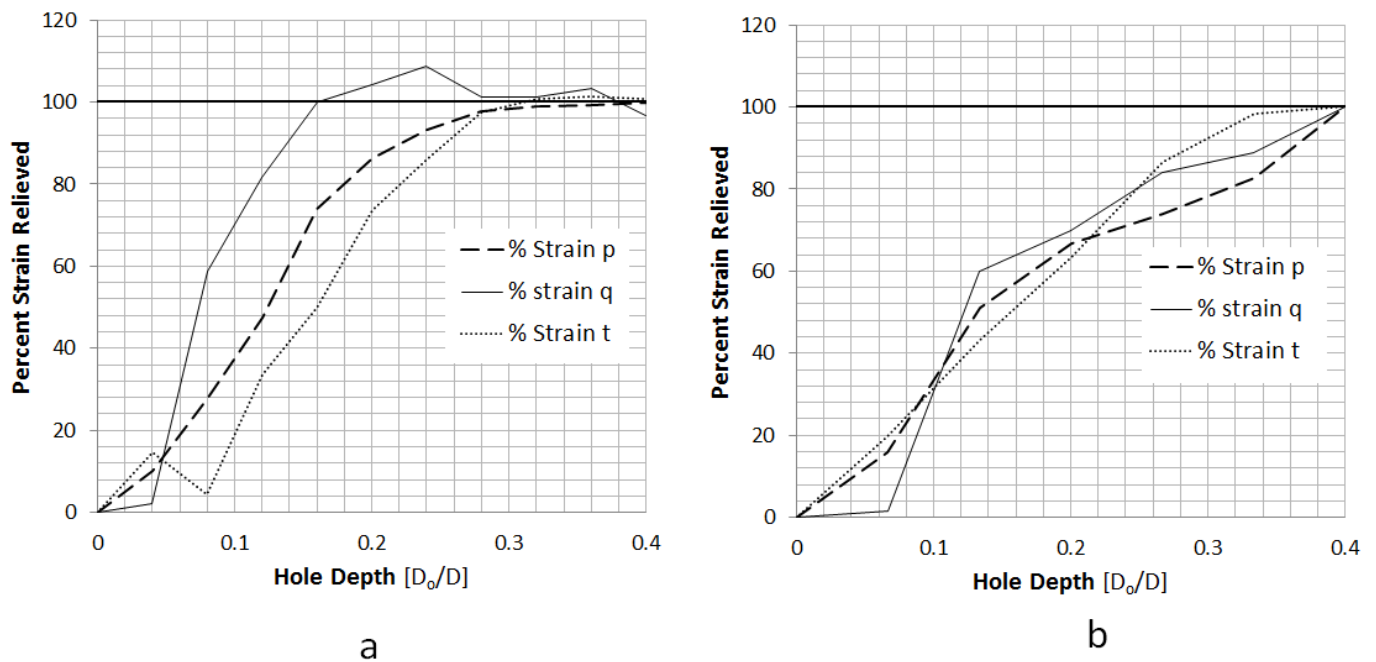 120
100
80
60
40
20
0
Percent Strain Relieved
% Strain p
% strain q
% Strain t
0 0.1 0.2 0.3 0.4
Hole Depth [Dₒ/D]
a
120
100
80
60
40
20
0
Percent Strain Relieved
% Strain p
% strain q
% Strain t
0 0.1 0.2 0.3 0.4
Hole Depth [Dₒ/D]
b